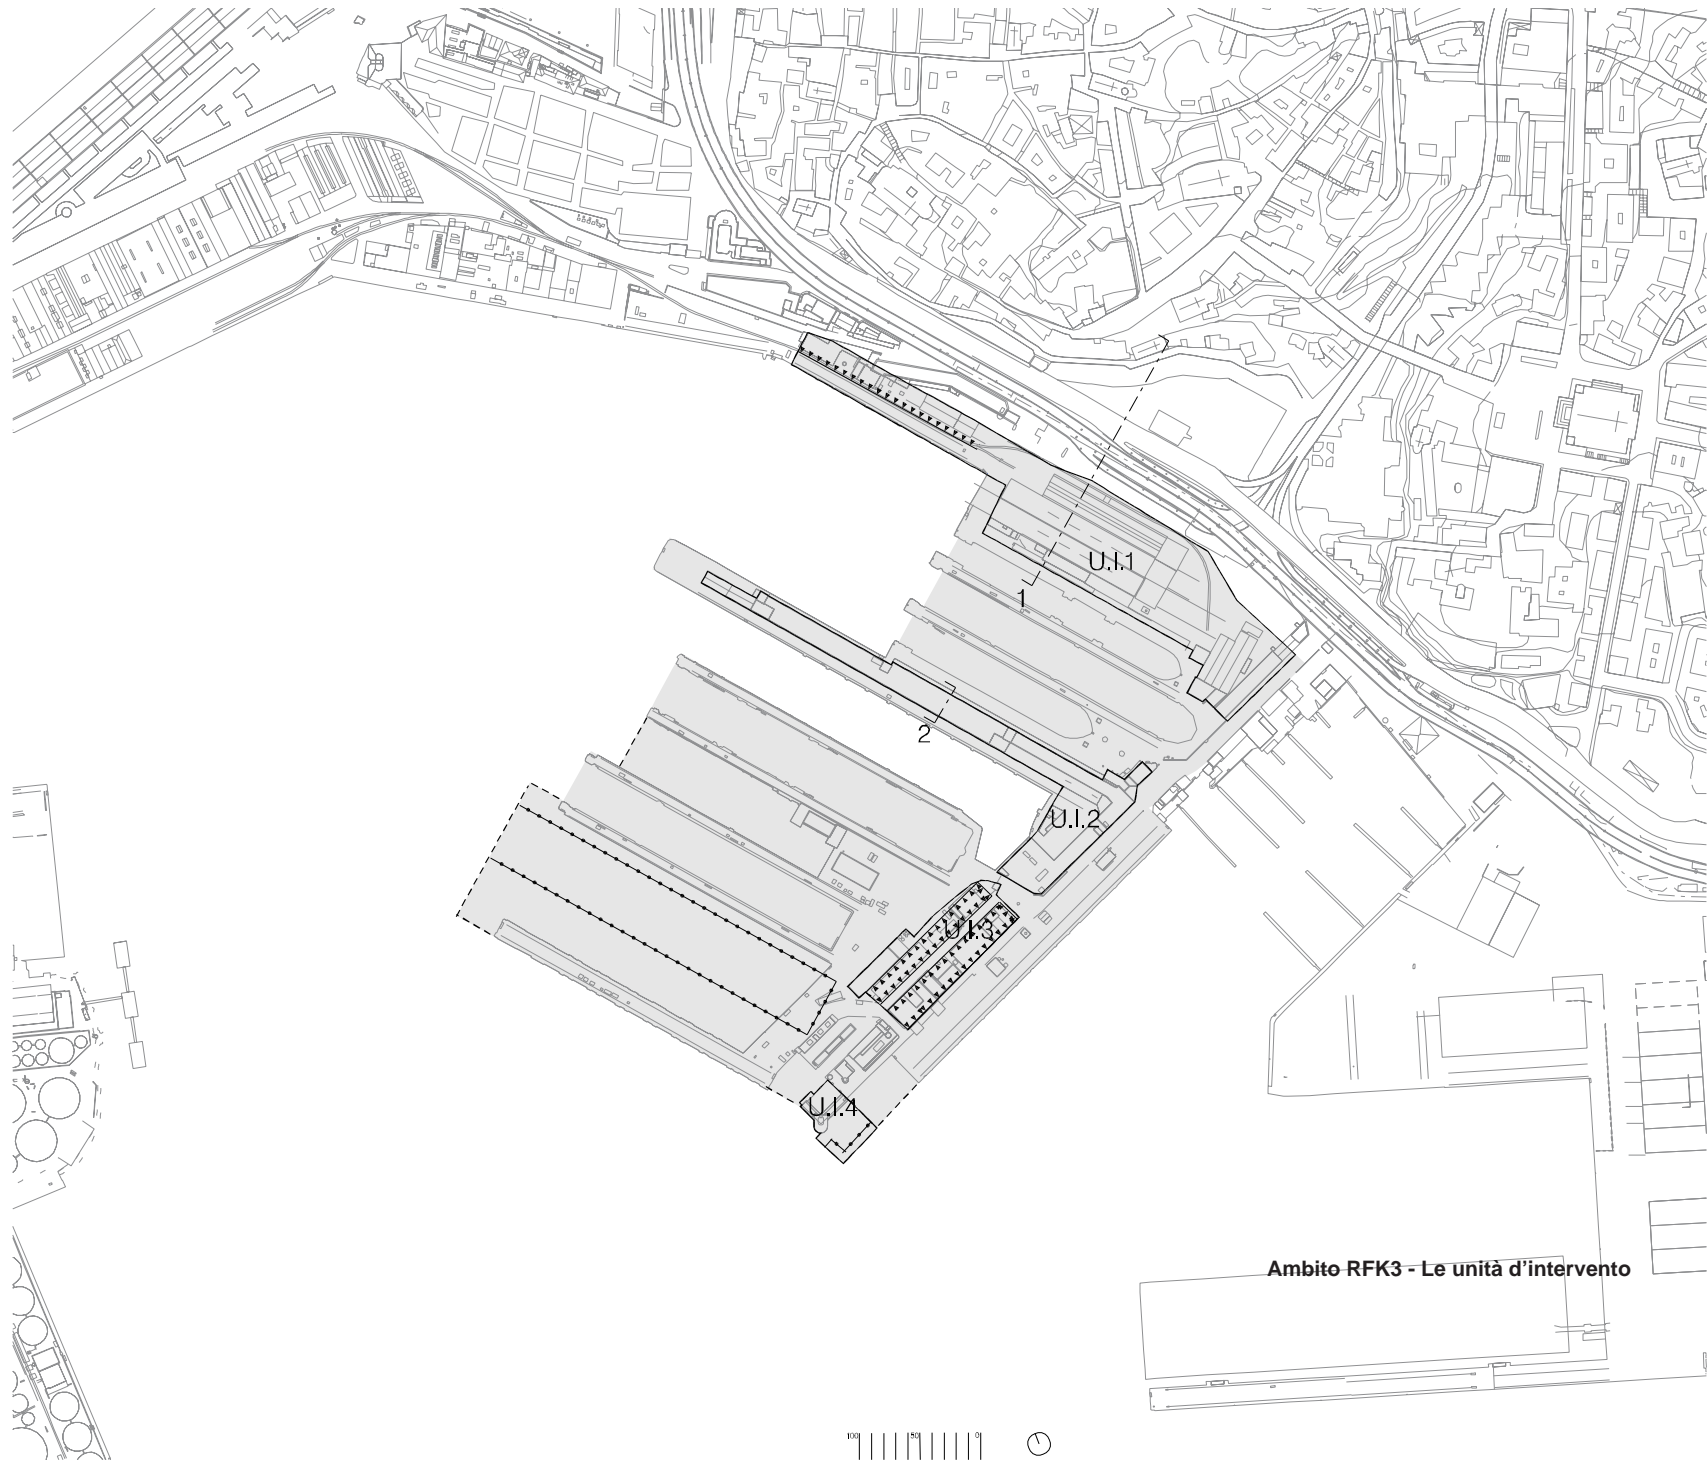 U.I.1
1
2
U.I.2
U.I.3
U.I.4
Ambito RFK3 - Le unità d'intervento
100 50 0